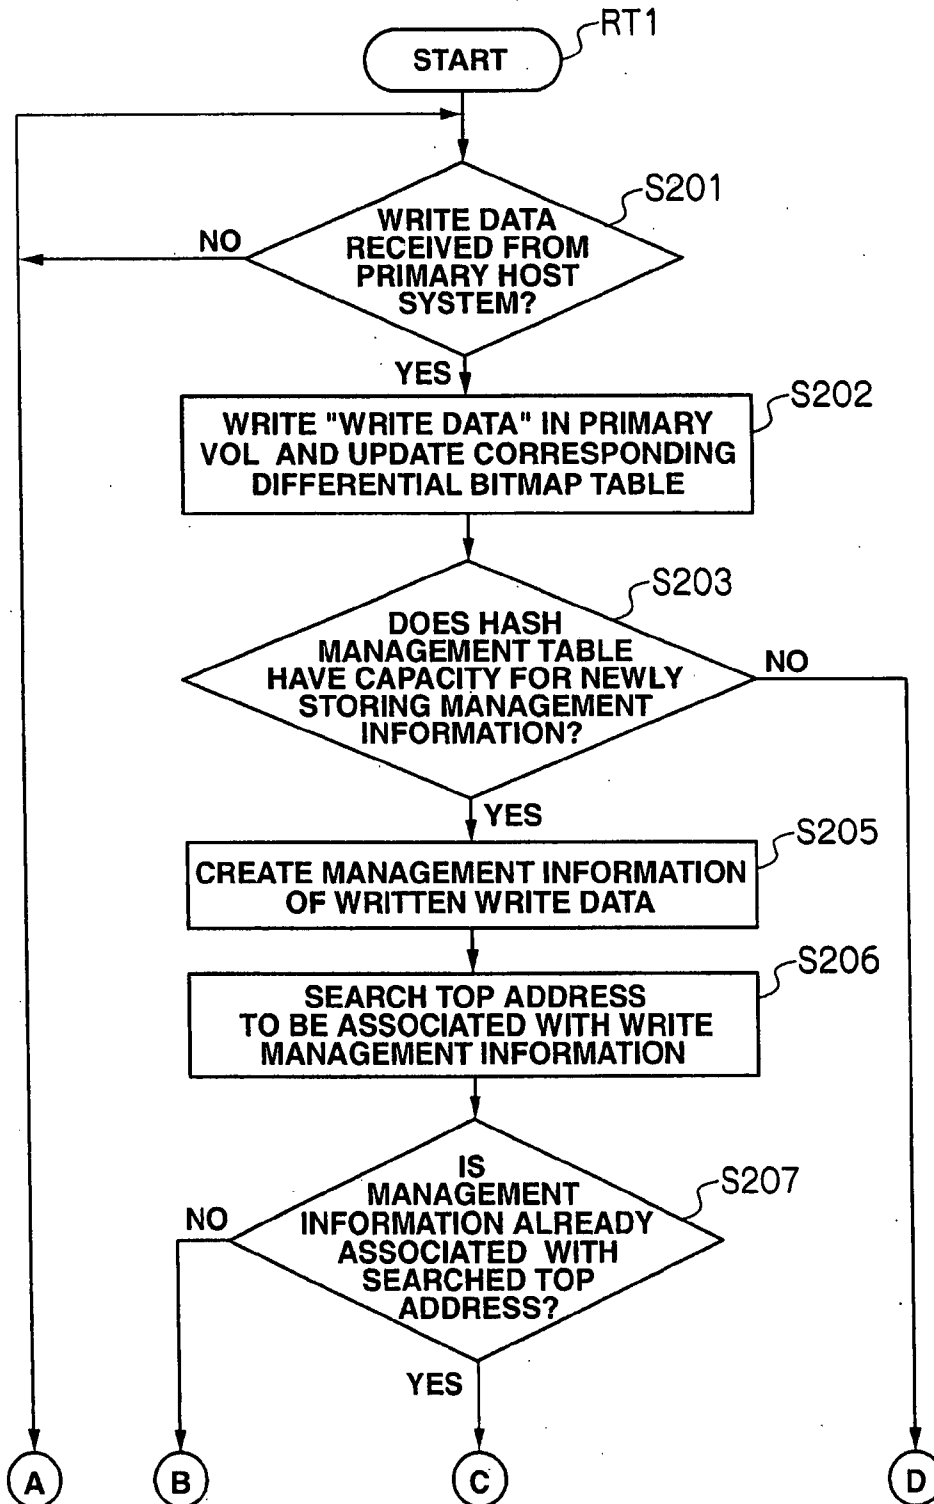 RT1
START
S201
WRITE DATA
RECEIVED FROM
PRIMARY HOST
SYSTEM?
NO
YES
S202
WRITE "WRITE DATA" IN PRIMARY
VOL AND UPDATE CORRESPONDING
DIFFERENTIAL BITMAP TABLE
S203
DOES HASH
MANAGEMENT TABLE
HAVE CAPACITY FOR NEWLY
STORING MANAGEMENT
INFORMATION?
NO
YES
S205
CREATE MANAGEMENT INFORMATION
OF WRITTEN WRITE DATA
S206
SEARCH TOP ADDRESS
TO BE ASSOCIATED WITH WRITE
MANAGEMENT INFORMATION
S207
IS
MANAGEMENT
INFORMATION ALREADY
ASSOCIATED WITH
SEARCHED TOP
ADDRESS?
NO
YES
A B C D